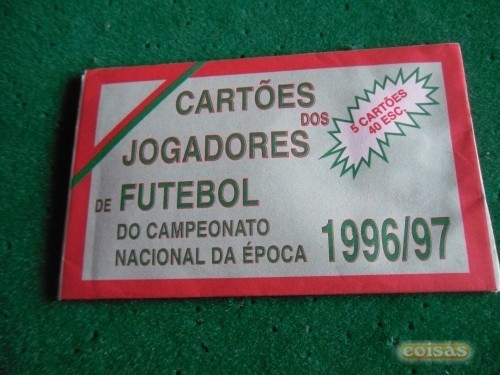 CARTÕES
DOS
5 CARTÕES
40 ESC.
JOGADORES
DE FUTEBOL
DO CAMPEONATO
NACIONAL DA ÉPOCA 1996/97
coisas